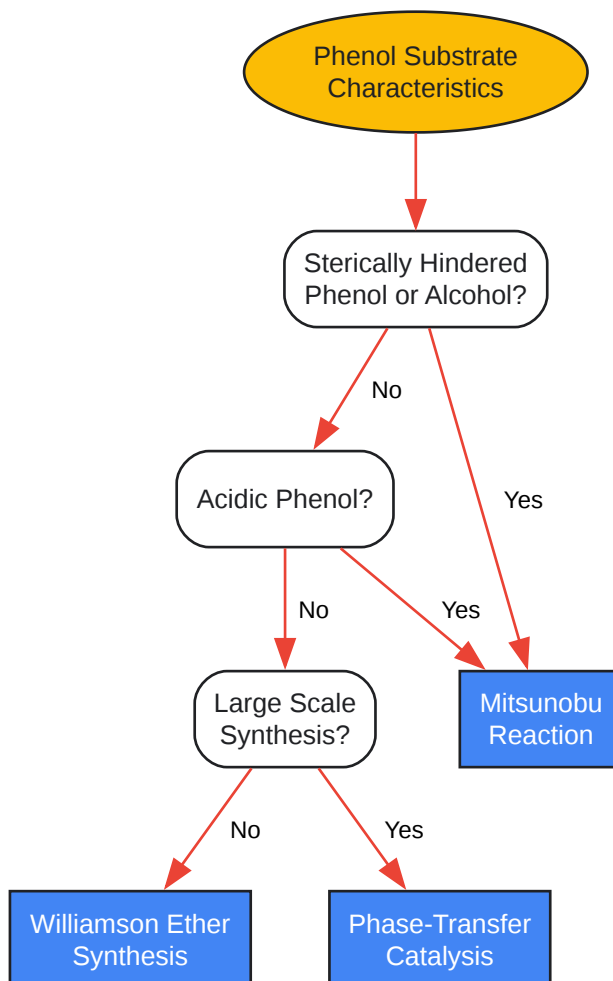 Phenol Substrate
Characteristics
Sterically Hindered
Phenol or Alcohol?
No
Acidic Phenol?
Yes
No
Yes
Large Scale
Synthesis?
Mitsunobu
Reaction
No
Yes
Williamson Ether
Synthesis
Phase-Transfer
Catalysis